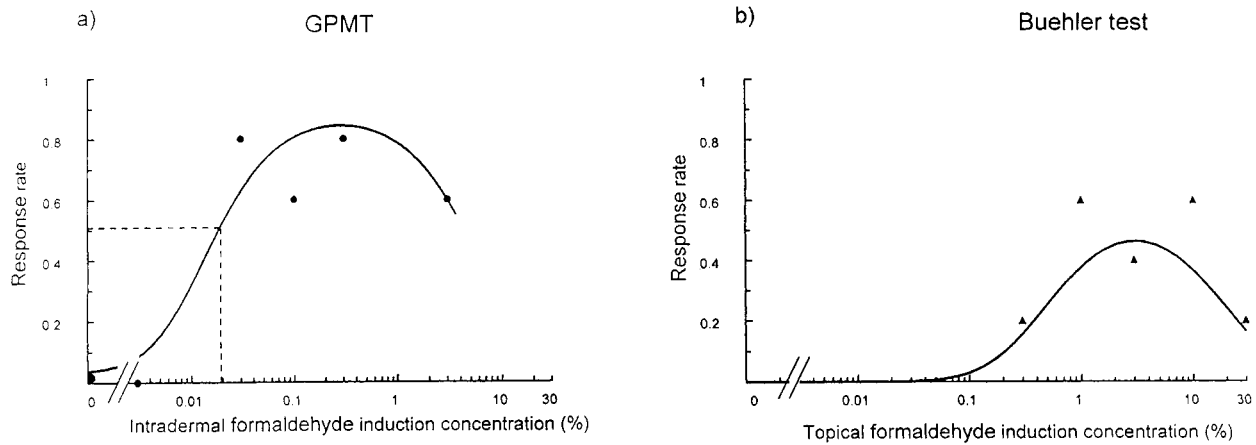 a)
GPMT
1
0.8
0.6
0.4
0.2
0
0.01
0.1
1
10
30
Response rate
Intradermal formaldehyde induction concentration (%)
b)
Buehler test
1
0.8
0.6
0.4
0.2
0
0.01
0.1
1
10
30
Response rate
Topical formaldehyde induction concentration (%)